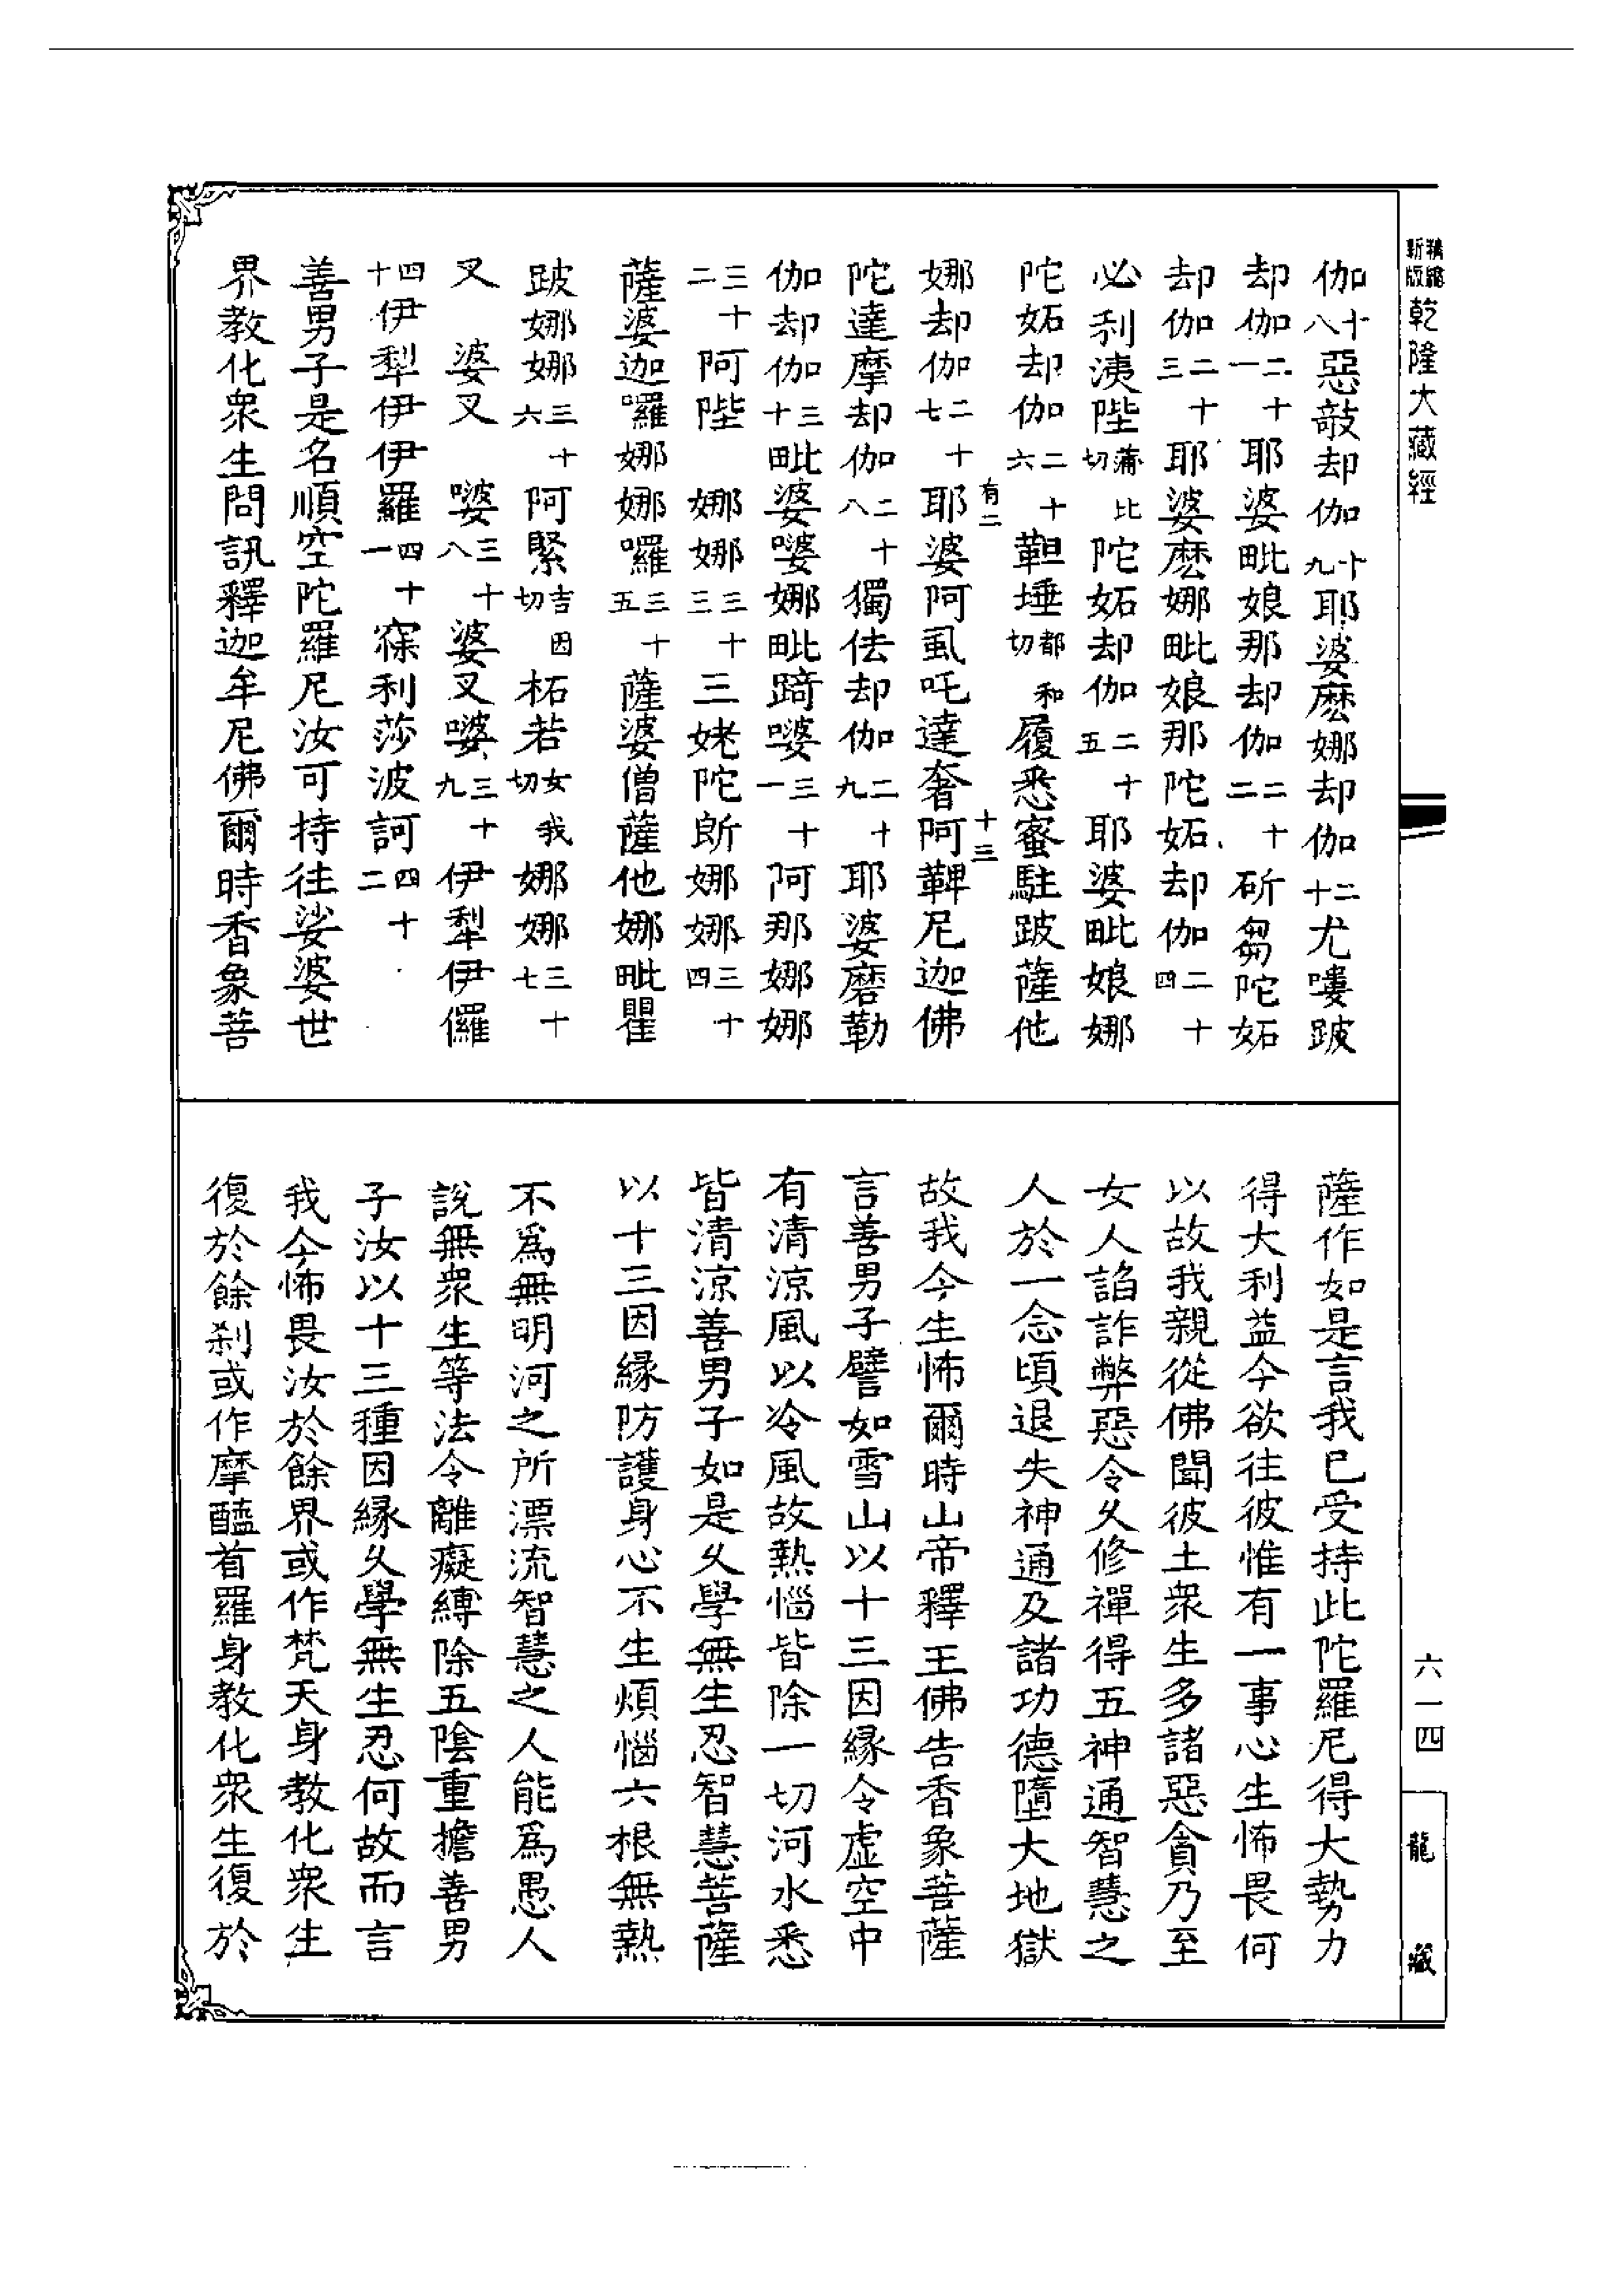 乾隆大藏經
伽十八惡敲却伽十九耶婆麽娜却伽二十尤嘍跛
却伽二十一耶婆毗娘那却伽二十二斫芻陀妬
却伽二十三耶婆麽娜毗娘那陀妬却伽二十四
必利洟陛蒲比切陀妬却伽二十五耶婆毗娘娜
陀妬却伽二十六鞞埵都和切履悉蜜駐跛薩他
有二 十三
娜却伽二十七耶婆阿虱吒達奢阿鞞尼迦佛
陀達摩却伽二十八獨佉却伽二十九耶婆磨勒
伽却伽三十毗婆㗑娜毗踦㗑三十一阿那娜娜
三十二阿陛娜娜三十三三姥陀斦娜娜三十四
薩婆迦囉娜娜囉三十五薩婆僧薩他娜毗瞿
跛娜娜三十六阿緊吉因切柘若女我切娜娜三十七
叉婆叉㗑三十八婆叉㗑三十九伊犁伊儸
四十伊犁伊伊羅四十一㝛利莎波訶四十二
善男子是名順空陀羅尼汝可持往娑婆世
界教化衆生問訊釋迦牟尼佛爾時香象菩
薩作如是言我已受持此陀羅尼得大勢力
得大利益今欲往彼惟有一事心生怖畏何
以故我親從佛聞彼土衆生多諸惡貪乃至
女人諂詐弊惡令久修禪得五神通智慧之
人於一念頃退失神通及諸功德墮大地獄
故我今生怖爾時山帝釋王佛告香象菩薩
言善男子譬如雪山以十三因緣令虛空中
有清涼風以冷風故熱惱皆除一切河水悉
皆清涼善男子如是久學無生忍智慧菩薩
以十三因緣防護身心不生煩惱六根無熱
不爲無明河之所漂流智慧之人能爲愚人
說無衆生等法令離癡縛除五陰重擔善男
子汝以十三種因緣久學無生忍何故而言
我今怖畏汝於餘界或作梵天身教化衆生
復於餘剎或作摩醯首羅身教化衆生復於
六一四
龍藏